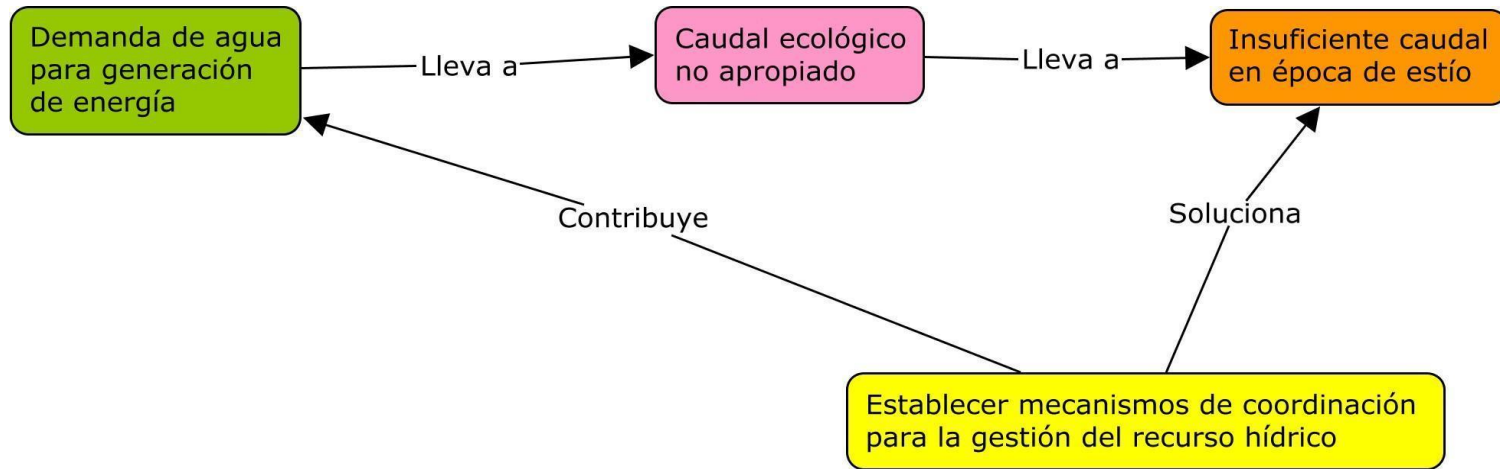 Demanda de agua
para generación
de energía
Lleva a
Caudal ecológico
no apropiado
Lleva a
Insuficiente caudal
en época de estío
Contribuye
Soluciona
Establecer mecanismos de coordinación
para la gestión del recurso hídrico